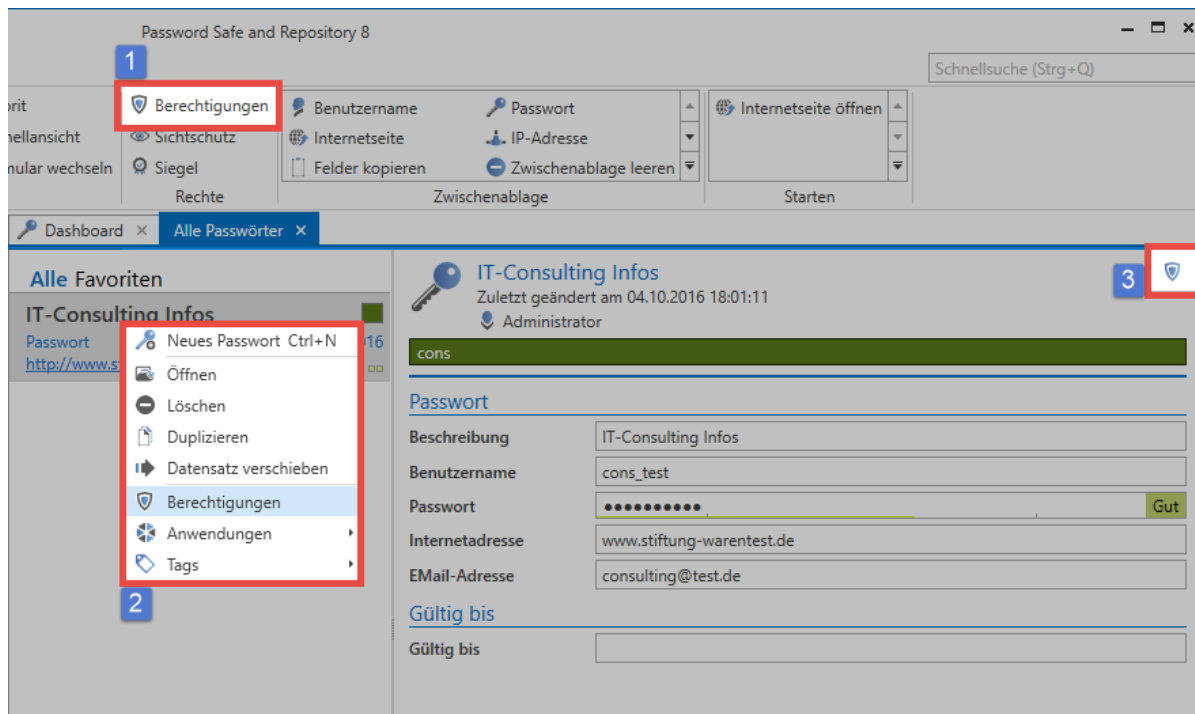 Password Safe and Repository 8
1
Schnellsuche (Strg+Q)
Berechtigungen
Benutzername
Passwort
Internetseite öffnen
Sichtschutz
Internetseite
IP-Adresse
Siegel
Felder kopieren
Zwischenablage leeren
orit
nellansicht
mular wechseln
Rechte
Zwischenablage
Starten
Dashboard
Alle Passwörter
Alle Favoriten
IT-Consulting Infos
Passwort
16
http://www.s
Neues Passwort Ctrl+N
Öffnen
Löschen
Duplizieren
Datensatz verschieben
Berechtigungen
Anwendungen
Tags
2
IT-Consulting Infos
Zuletzt geändert am 04.10.2016 18:01:11
Administrator
3
cons
Passwort
Beschreibung IT-Consulting Infos
Benutzername cons_test
Passwort ●●●●●●●●●● Gut
Internetadresse www.stiftung-warentest.de
EMail-Adresse consulting@test.de
Gültig bis
Gültig bis